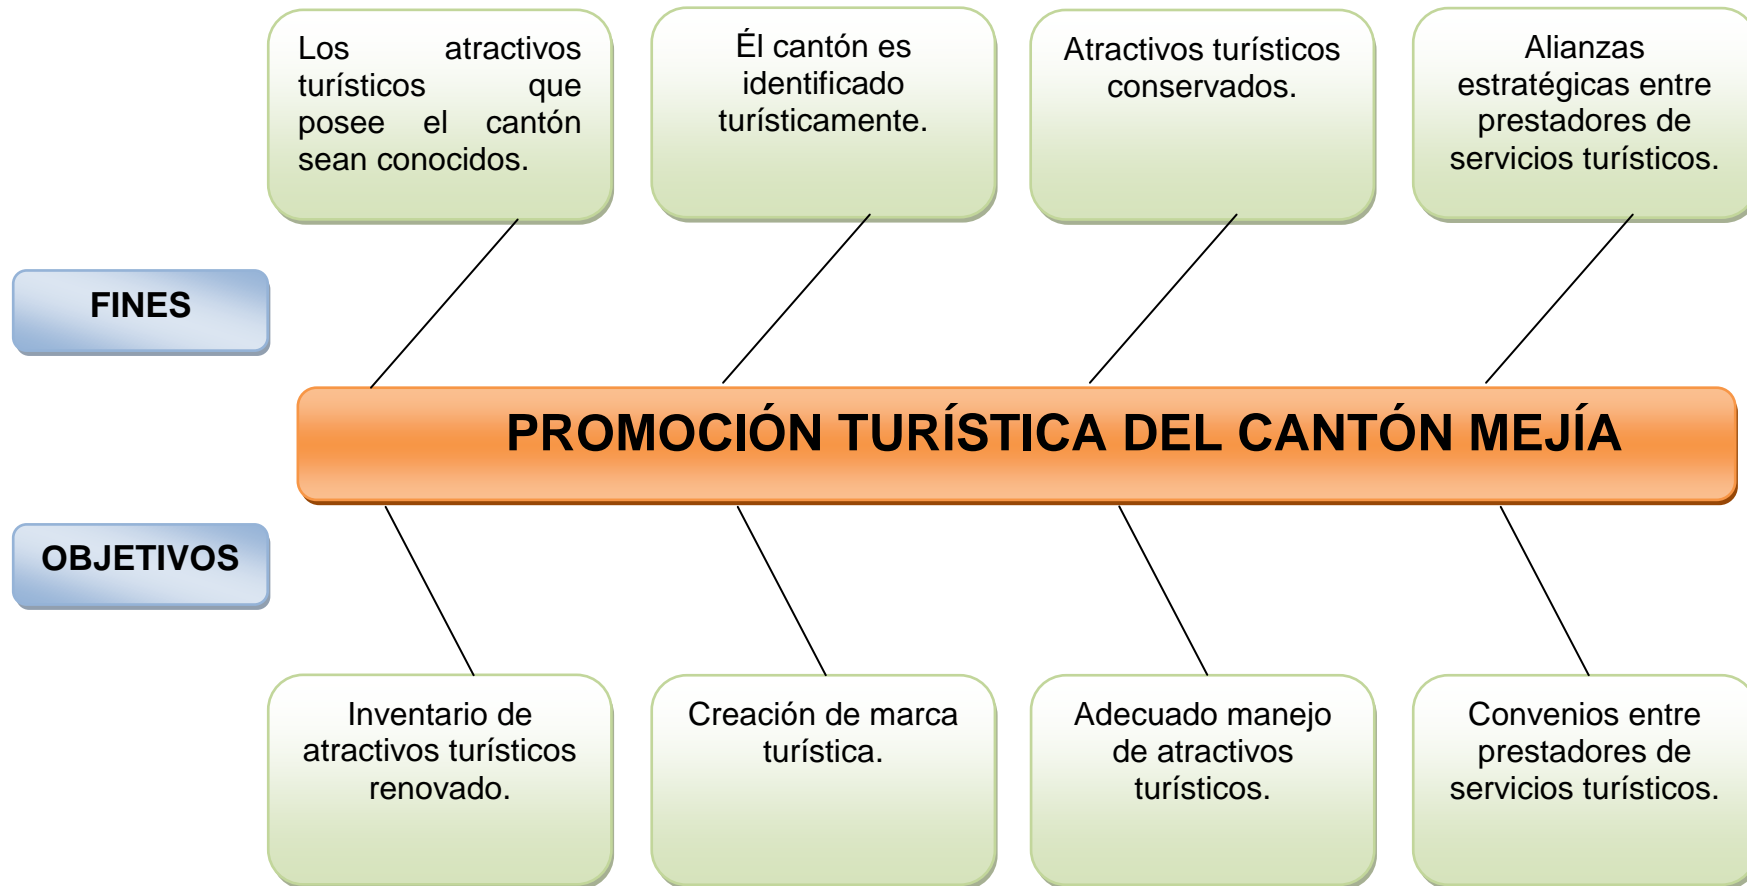 Los atractivos
turísticos que
posee el cantón
sean conocidos.
Él cantón es
identificado
turísticamente.
Atractivos turísticos
conservados.
Alianzas
estratégicas entre
prestadores de
servicios turísticos.
FINES
PROMOCIÓN TURÍSTICA DEL CANTÓN MEJÍA
OBJETIVOS
Inventario de
atractivos turísticos
renovado.
Creación de marca
turística.
Adecuado manejo
de atractivos
turísticos.
Convenios entre
prestadores de
servicios turísticos.